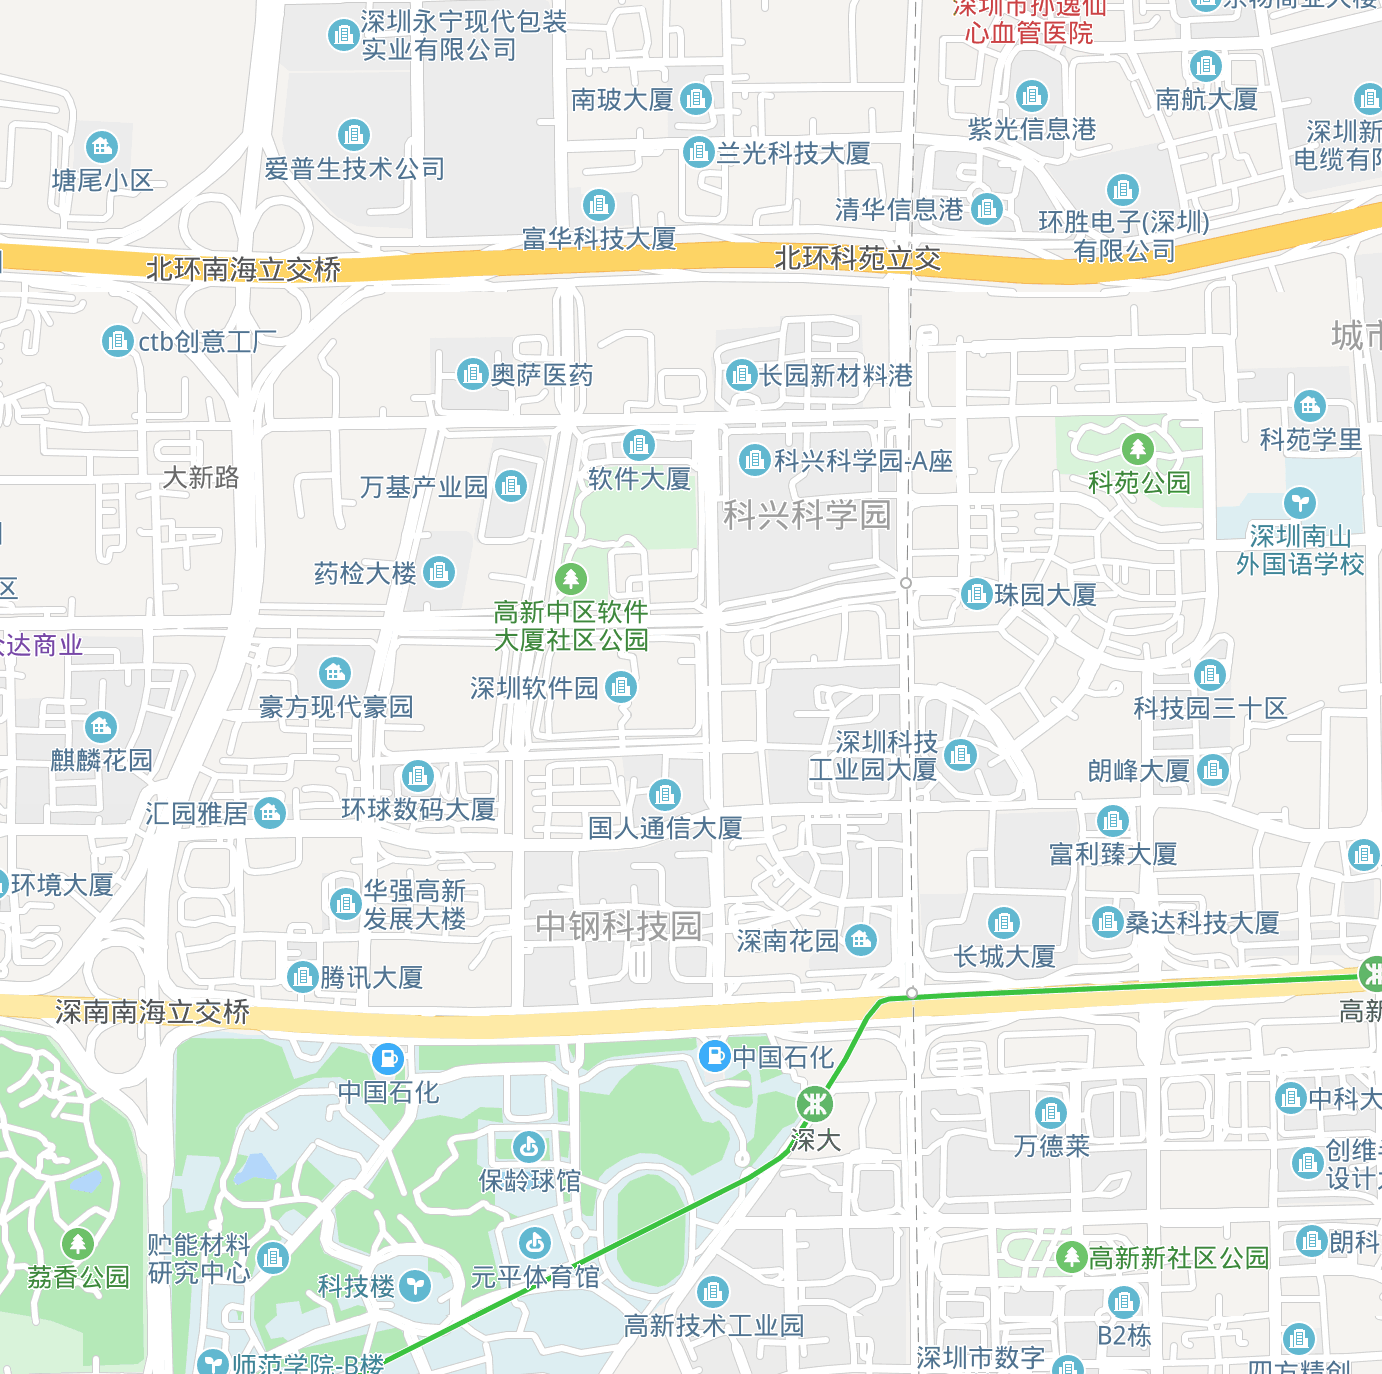 深圳市孙逸仙
心血管医院
深圳永宁现代包装
实业有限公司
南玻大厦
南航大厦
紫光信息港
深圳新
电缆有限
爱普生技术公司
兰光科技大厦
塘尾小区
清华信息港
环胜电子(深圳)
有限公司
富华科技大厦
北环南海立交桥
北环科苑立交
ctb创意工厂
城市
奥萨医药
长园新材料港
科苑学里
大新路
万基产业园
软件大厦
科兴科学园-A座
科苑公园
科兴科学园
深圳南山
外国语学校
药检大楼
区
高新中区软件
大厦社区公园
珠园大厦
达商业
豪方现代豪园
深圳软件园
科技园三十区
麒麟花园
深圳科技
工业园大厦
朗峰大厦
汇园雅居
环球数码大厦
国人通信大厦
富利臻大厦
环境大厦
华强高新
发展大楼
中钢科技园
深南花园
长城大厦
桑达科技大厦
腾讯大厦
深南南海立交桥
高新
中国石化
中国石化
中科大
深大
万德莱
创维
设计大
保龄球馆
贮能材料
研究中心
荔香公园
科技楼
元平体育馆
高新新社区公园
朗科
高新技术工业园
B2栋
师范学院-B楼
深圳市数字
四方精创